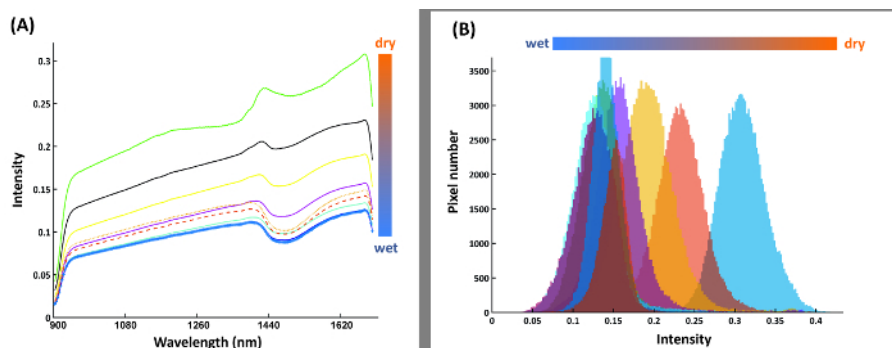 (A)
dry
0.3
0.25
0.2
0.15
0.1
0.05
0
Intensity
wet
900
1080
1260
1440
1620
Wavelength (nm)
(B)
wet
dry
3500
3000
2500
2000
1500
1000
500
0
Pixel number
0
0.05
0.1
0.15
0.2
0.25
0.3
0.35
0.4
Intensity